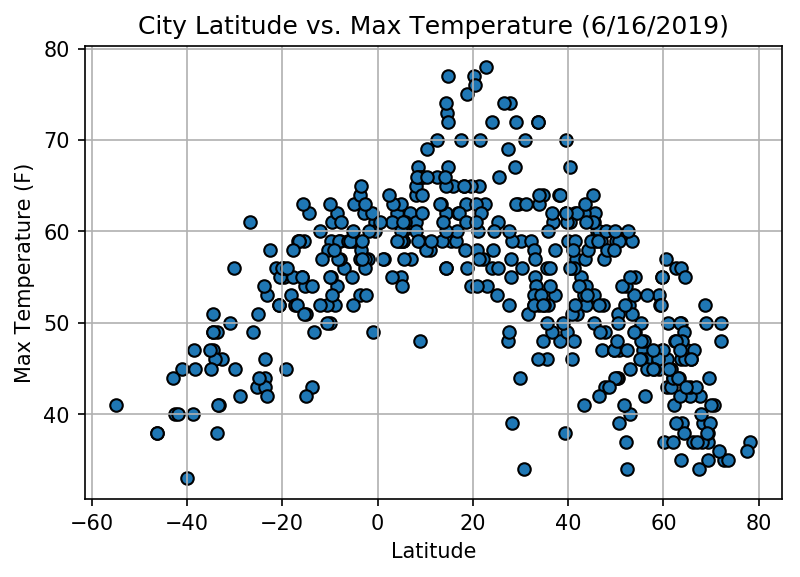 City Latitude vs. Max Temperature (6/16/2019)
80
70
60
50
40
Max Temperature (F)
−60 −40 −20 0 20 40 60 80
Latitude